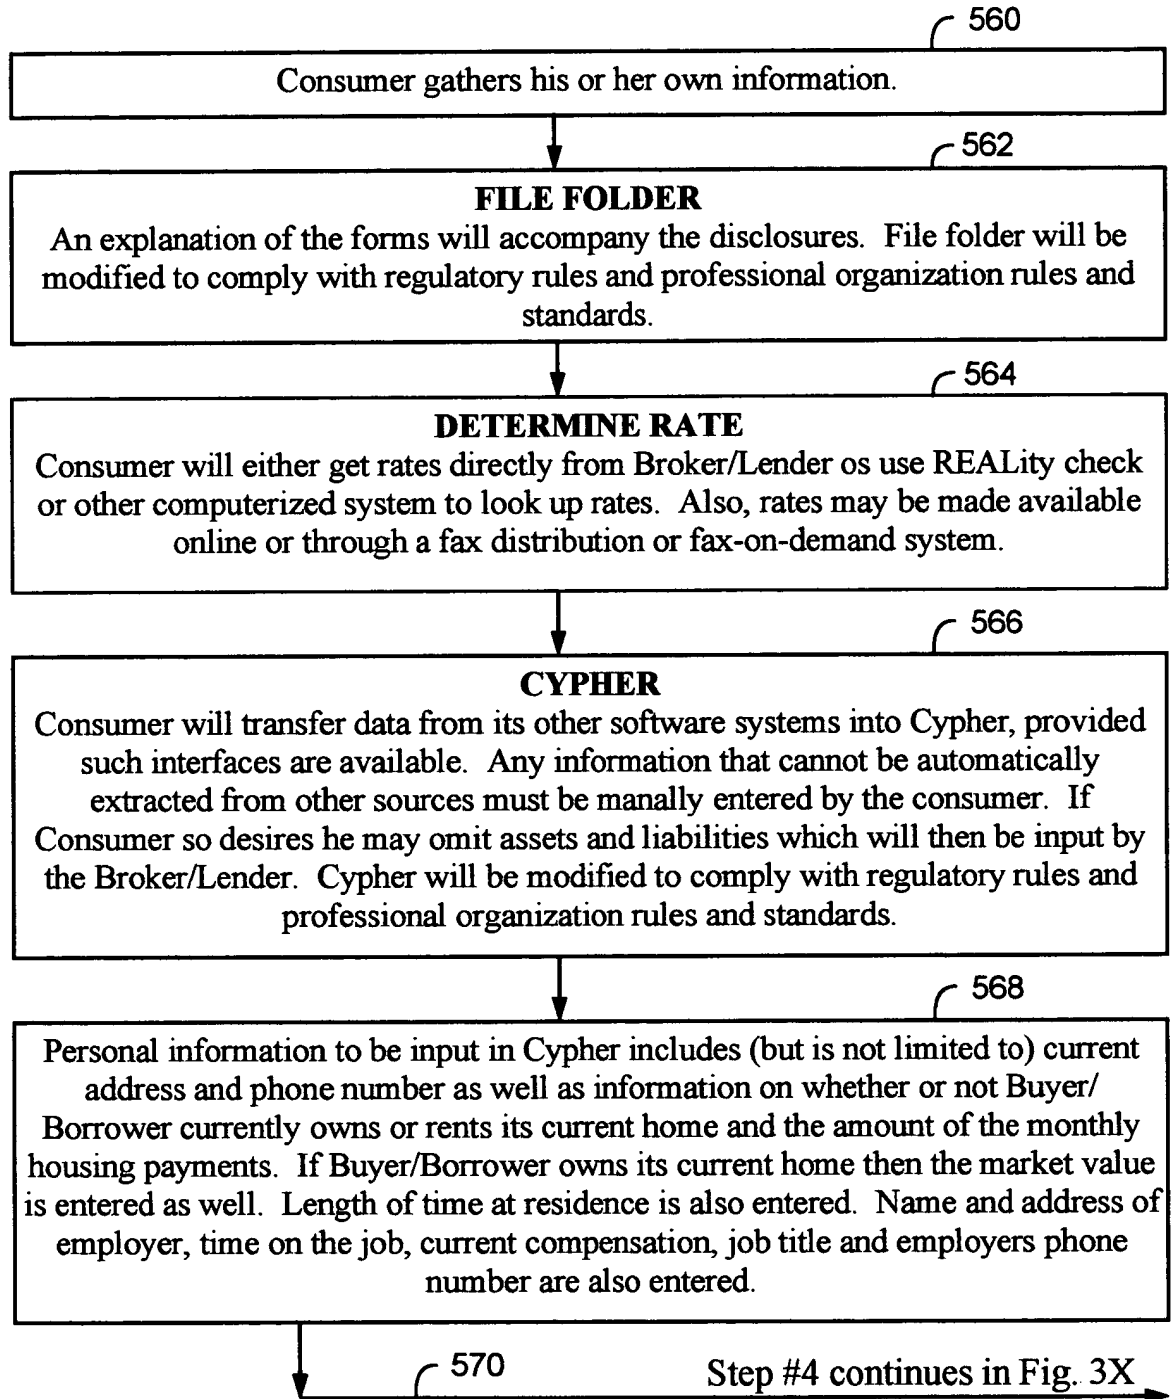 560
Consumer gathers his or her own information.
562
FILE FOLDER
An explanation of the forms will accompany the disclosures. File folder will be
modified to comply with regulatory rules and professional organization rules and
standards.
564
DETERMINE RATE
Consumer will either get rates directly from Broker/Lender os use REALity check
or other computerized system to look up rates. Also, rates may be made available
online or through a fax distribution or fax-on-demand system.
566
CYPHER
Consumer will transfer data from its other software systems into Cypher, provided
such interfaces are available. Any information that cannot be automatically
extracted from other sources must be manally entered by the consumer. If
Consumer so desires he may omit assets and liabilities which will then be input by
the Broker/Lender. Cypher will be modified to comply with regulatory rules and
professional organization rules and standards.
568
Personal information to be input in Cypher includes (but is not limited to) current
address and phone number as well as information on whether or not Buyer/
Borrower currently owns or rents its current home and the amount of the monthly
housing payments. If Buyer/Borrower owns its current home then the market value
is entered as well. Length of time at residence is also entered. Name and address of
employer, time on the job, current compensation, job title and employers phone
number are also entered.
570
Step #4 continues in Fig. 3X